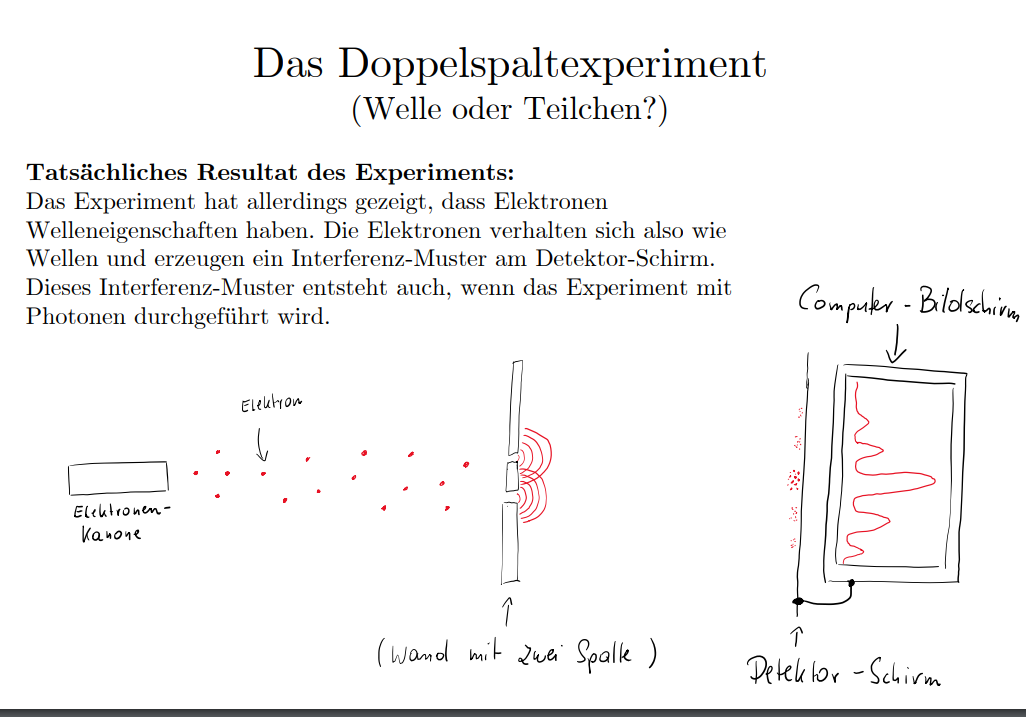 Das Doppelspaltexperiment
(Welle oder Teilchen?)
Tatsächliches Resultat des Experiments:
Das Experiment hat allerdings gezeigt, dass Elektronen
Welleneigenschaften haben. Die Elektronen verhalten sich also wie
Wellen und erzeugen ein Interferenz-Muster am Detektor-Schirm.
Dieses Interferenz-Muster entsteht auch, wenn das Experiment mit
Photonen durchgeführt wird.
Computer - Bildschirm
Elektron
Elektronen-
Kanone
(Wand mit zwei Spalte)
Detektor - Schirm